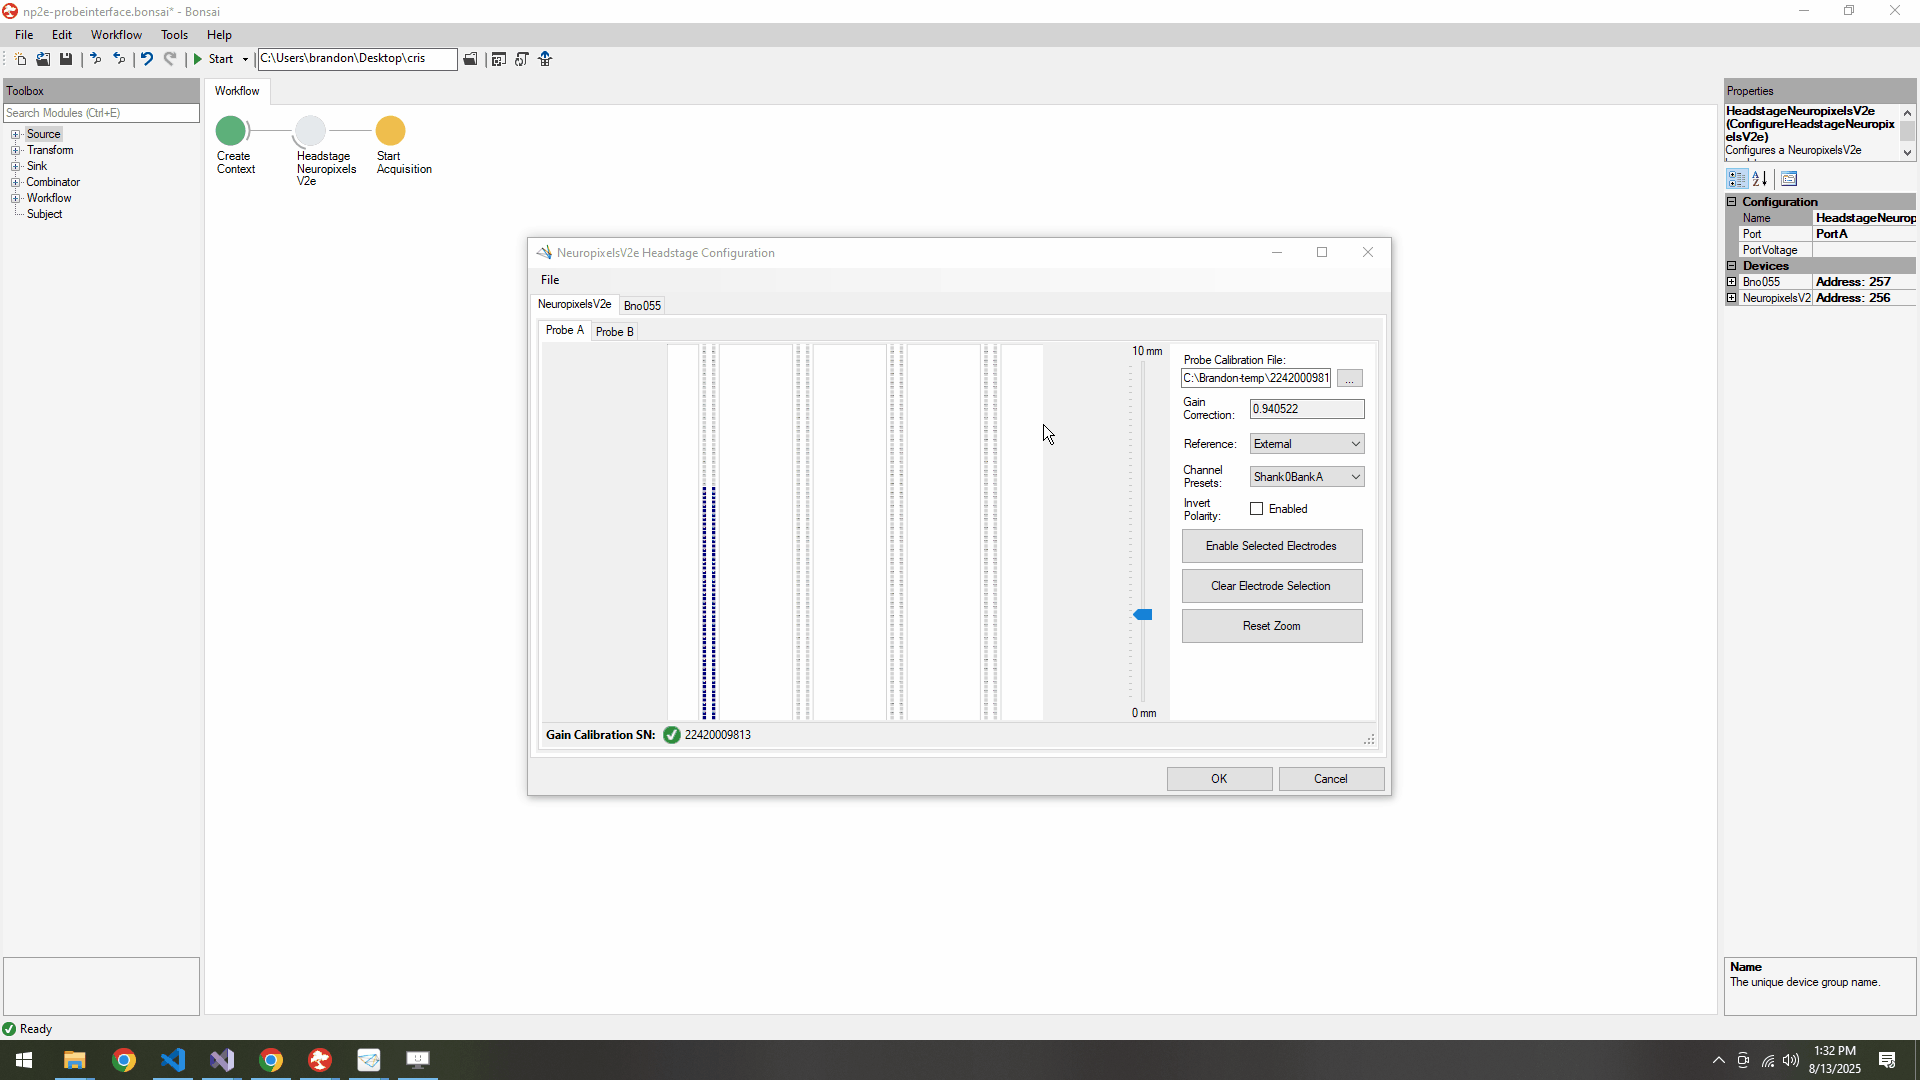 np2e-probeinterface.bonsai* - Bonsai
File Edit Workflow Tools Help
Start C:\Users\brandon\Desktop\cris
Toolbox
Search Modules (Ctrl+E)
Source
Transform
Sink
Combinator
Workflow
Subject
Workflow
Create
Context
Headstage
Neuropixels
V2e
Start
Acquisition
NeuropixelsV2e Headstage Configuration
File
NeuropixelsV2e Bno055
Probe A Probe B
10 mm
0 mm
Probe Calibration File:
C:\Brandon-temp\2242000981 ...
Gain
Correction: 0.940522
Reference: External
Channel
Presets: Shank0BankA
Invert
Polarity: Enabled
Enable Selected Electrodes
Clear Electrode Selection
Reset Zoom
Gain Calibration SN: 22420009813
OK Cancel
Properties
HeadstageNeuropixelsV2e
(ConfigureHeadstageNeuropix
elsV2e)
Configures a NeuropixelsV2e
Configuration
Name HeadstageNeurop
Port PortA
PortVoltage
Devices
Bno055 Address: 257
NeuropixelsV2 Address: 256
Name
The unique device group name.
Ready
1:32 PM
8/13/2025